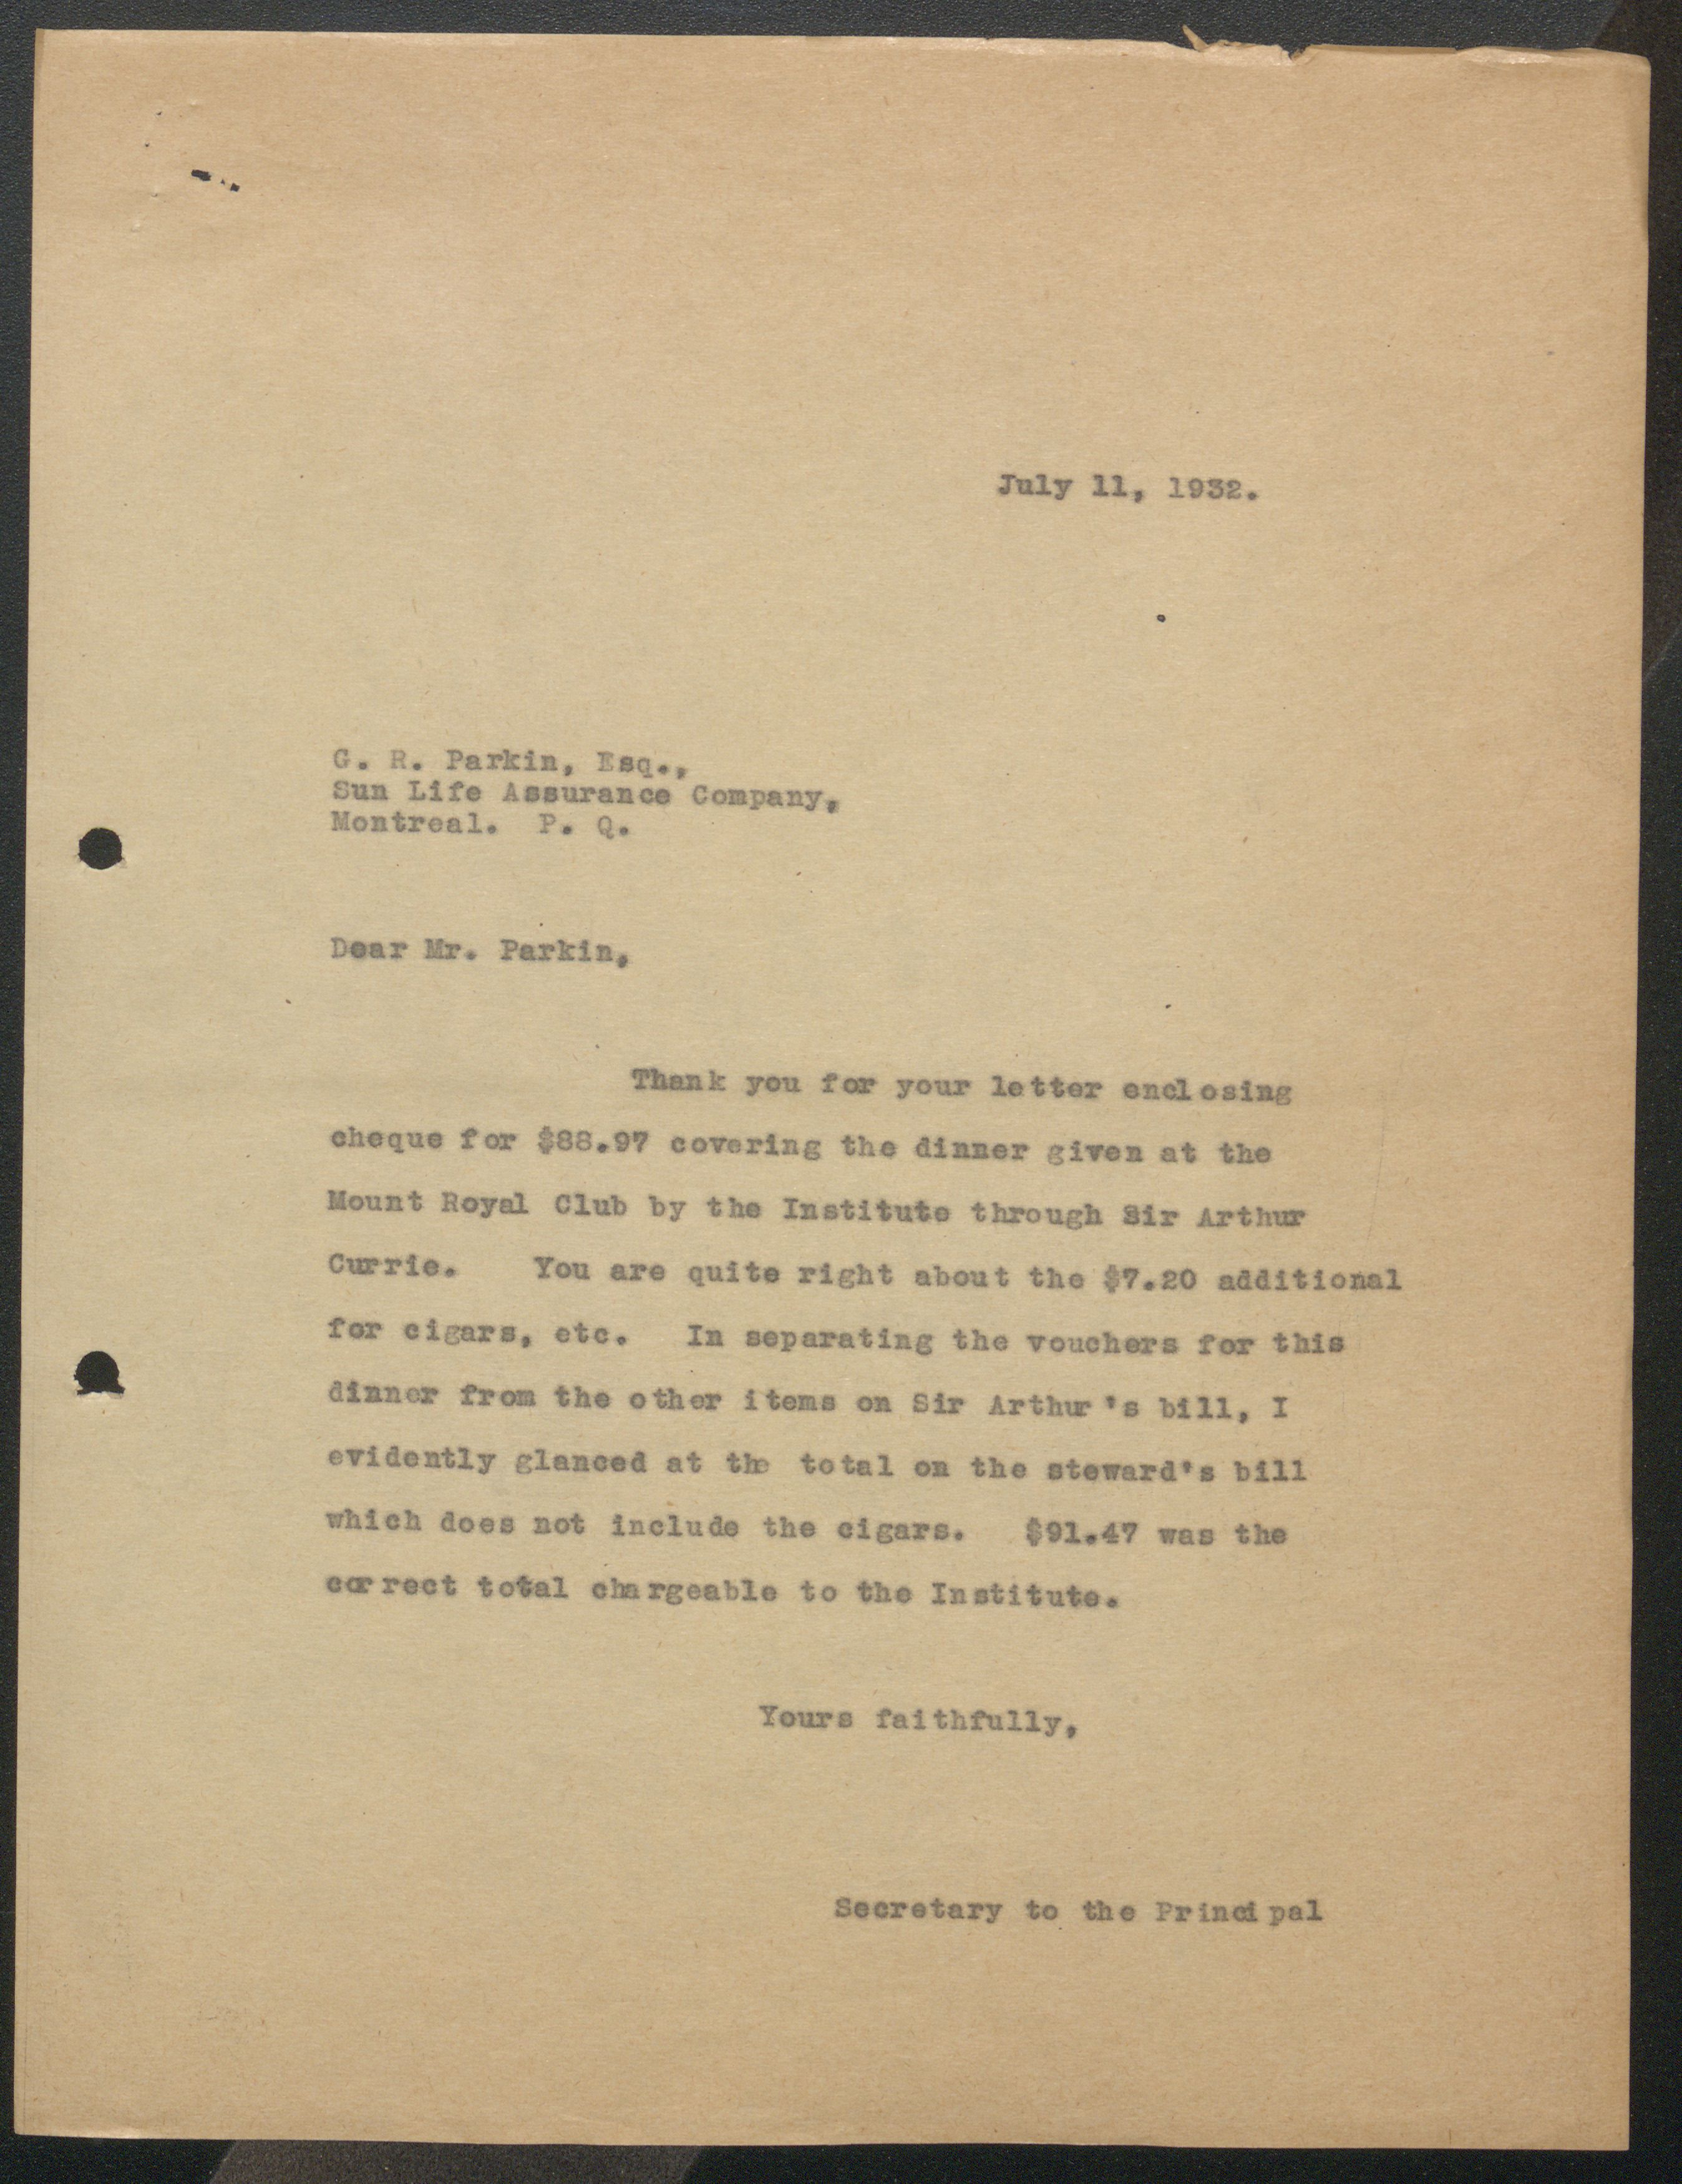 July 11, 1932.
G. R. Parkin, Esq.,
Sun Life Assurance Company,
Montreal. P. Q.
Dear Mr. Parkin,
Thank you for your letter enclosing
cheque for $88.97 covering the dinner given at the
Mount Royal Club by the Institute through Sir Arthur
Currie. You are quite right about the $7.20 additional
for cigars, etc. In separating the vouchers for this
dinner from the other items on Sir Arthur's bill, I
evidently glanced at the total on the steward's bill
which does not include the cigars. $91.47 was the
correct total chargeable to the Institute.
Yours faithfully,
Secretary to the Principal